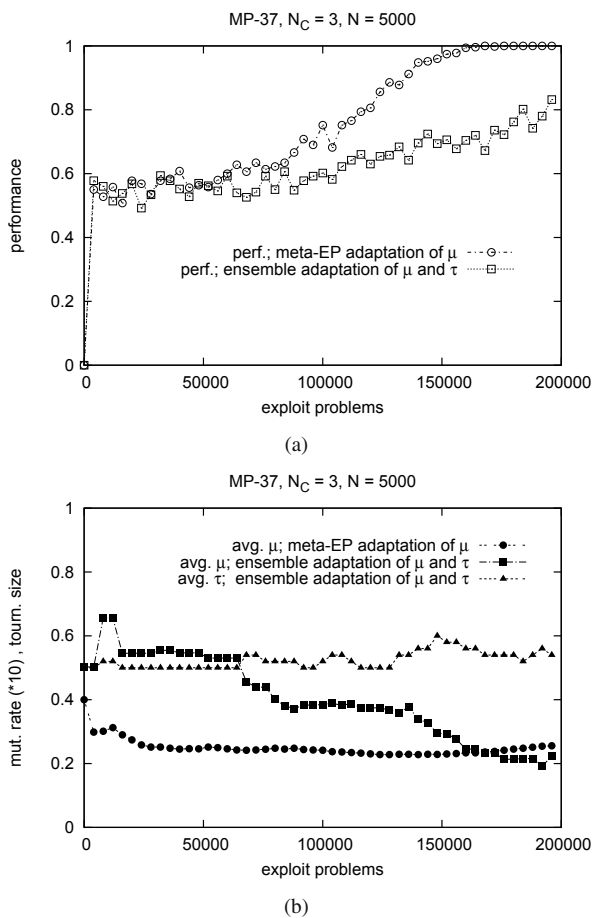 MP-37, N_C = 3, N = 5000
1
0.8
0.6
0.4
0.2
0
performance
perf.; meta-EP adaptation of μ
perf.; ensemble adaptation of μ and τ
0 50000 100000 150000 200000
exploit problems
(a)
MP-37, N_C = 3, N = 5000
1
0.8
0.6
0.4
0.2
0
mut. rate (*10) , tourn. size
avg. μ; meta-EP adaptation of μ
avg. μ; ensemble adaptation of μ and τ
avg. τ; ensemble adaptation of μ and τ
0 50000 100000 150000 200000
exploit problems
(b)